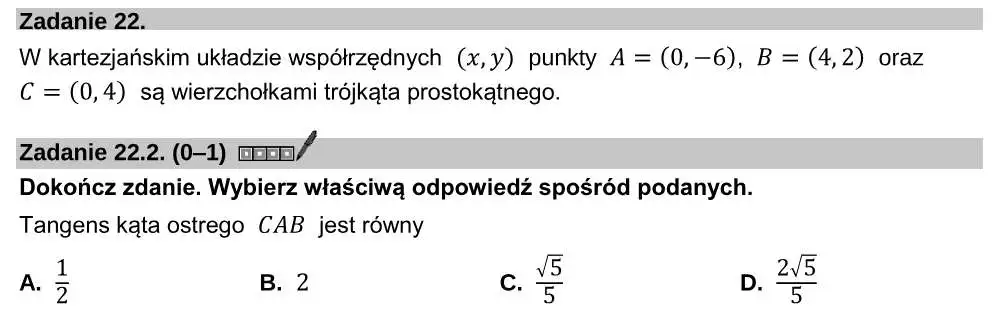 Zadanie 22.
W kartezjańskim układzie współrzędnych (x, y) punkty A = (0, −6), B = (4, 2) oraz
C = (0, 4) są wierzchołkami trójkąta prostokątnego.
Zadanie 22.2. (0–1)
Dokończ zdanie. Wybierz właściwą odpowiedź spośród podanych.
Tangens kąta ostrego CAB jest równy
A. 1/2 B. 2 C. √5/5 D. 2√5/5